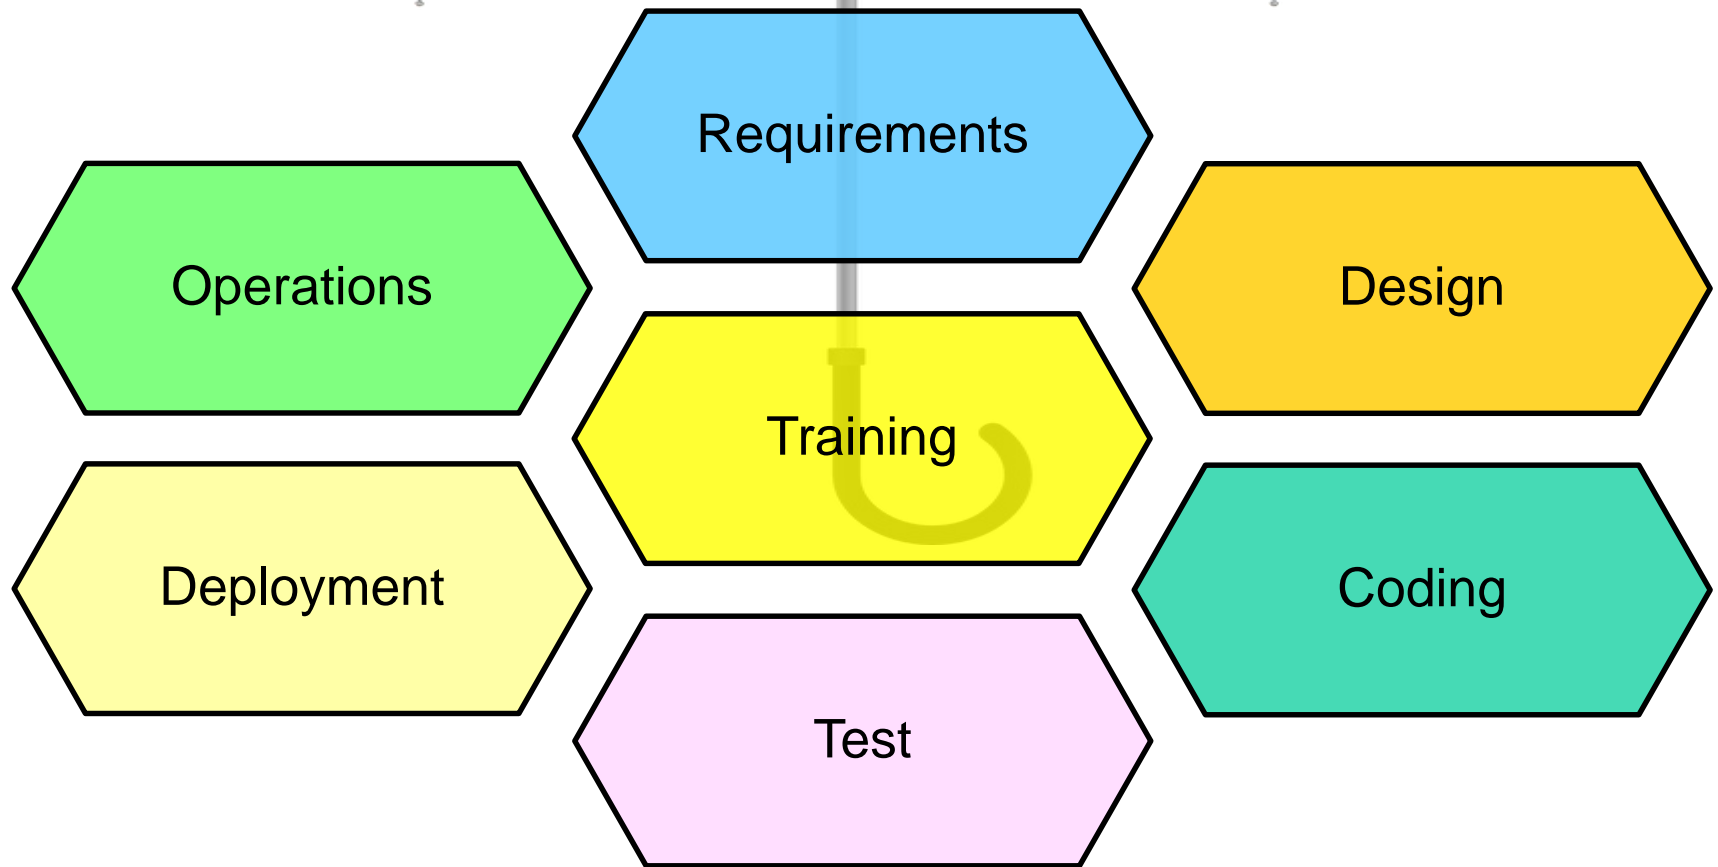 Requirements
Operations
Design
Training
Deployment
Coding
Test